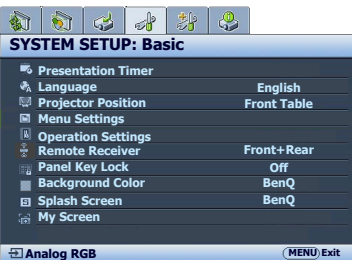 SYSTEM SETUP: Basic
Presentation Timer
Language English
Projector Position Front Table
Menu Settings
Operation Settings
Remote Receiver Front+Rear
Panel Key Lock Off
Background Color BenQ
Splash Screen BenQ
My Screen
Analog RGB MENU Exit